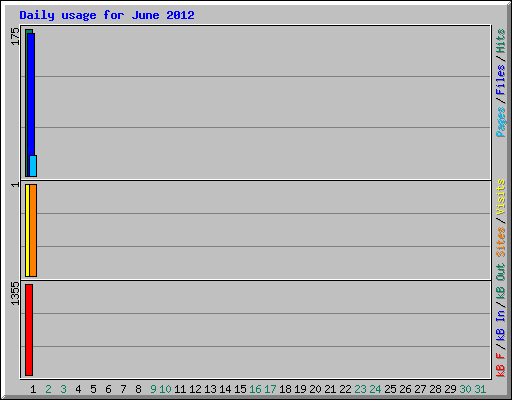 Daily usage for June 2012
175
1
1355
Pages / Files / Hits
Sites / Visits
kB F / kB In / kB Out
1 2 3 4 5 6 7 8 9 10 11 12 13 14 15 16 17 18 19 20 21 22 23 24 25 26 27 28 29 30 31